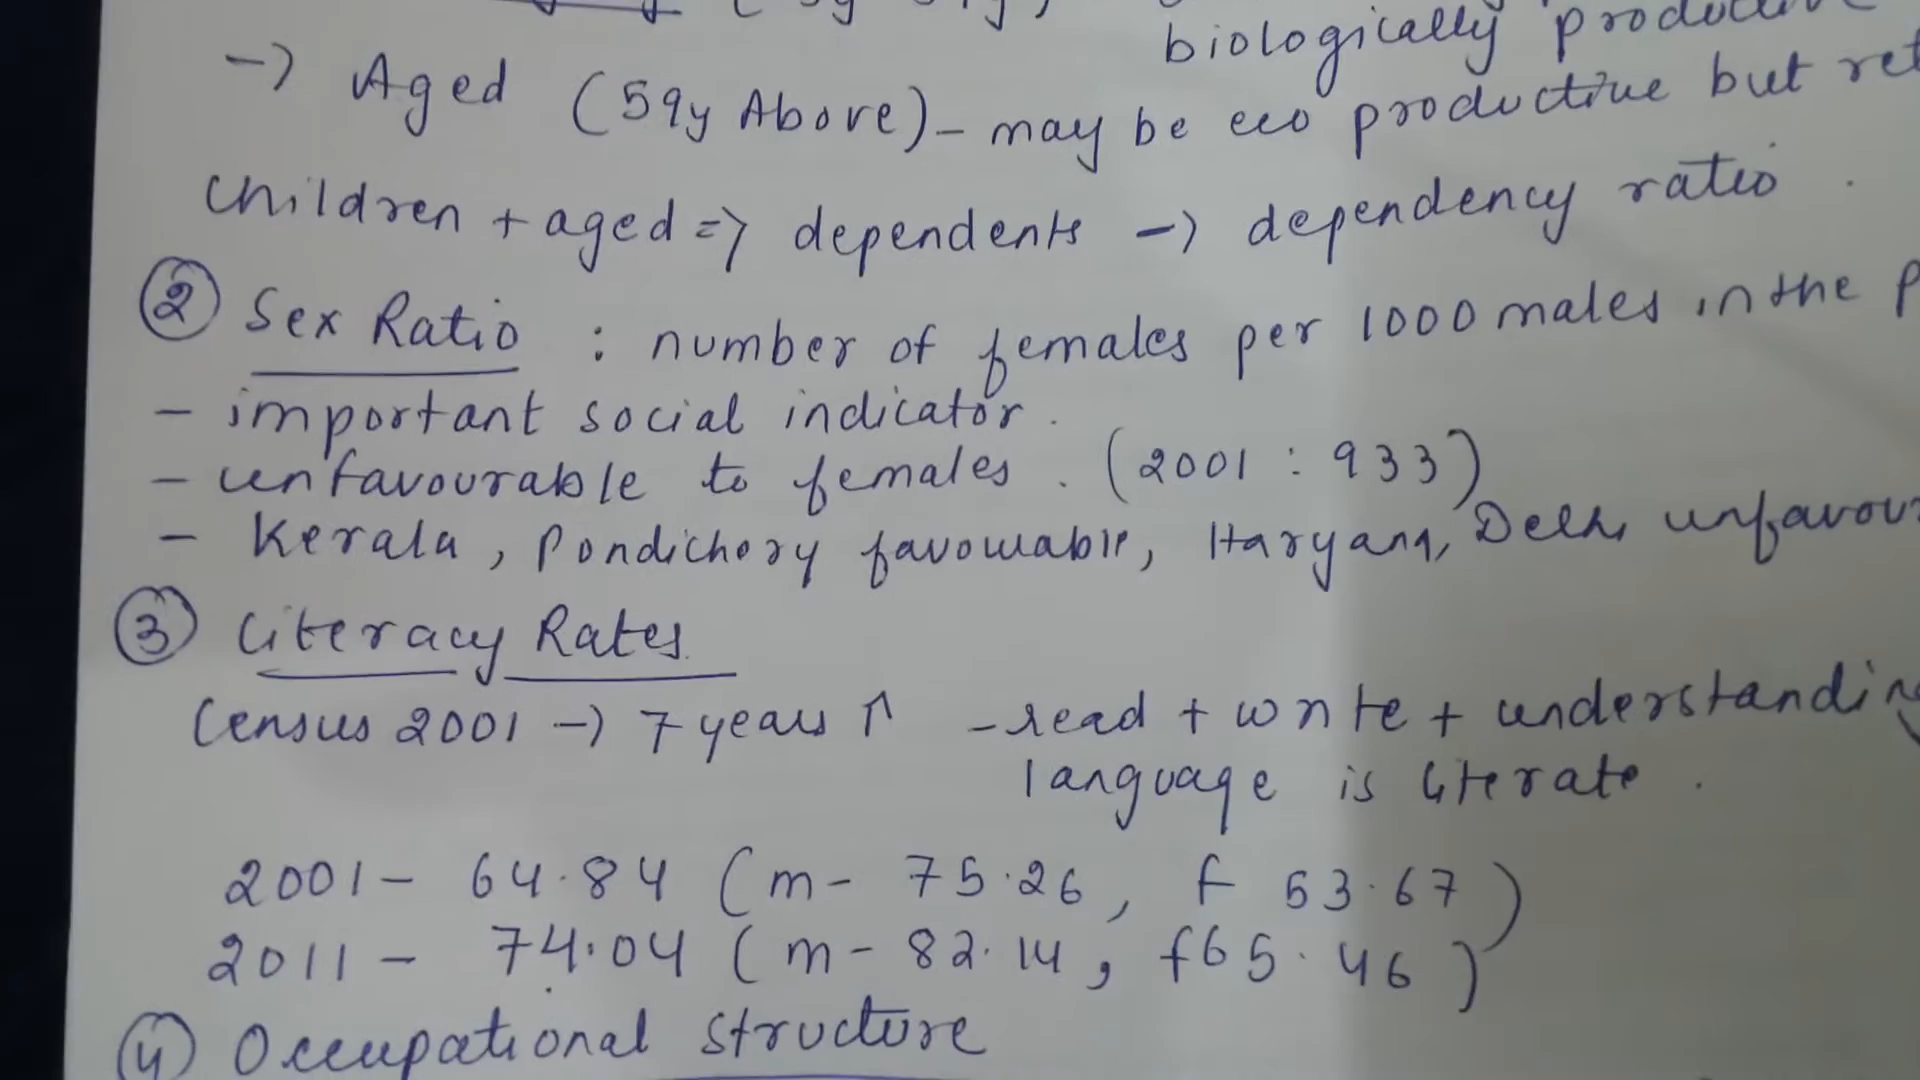 biologically
-> Aged (59y Above) - may be eco productive but ret
children + aged => dependents -> dependency ratio.
② Sex Ratio : number of females per 1000 males in the p
- important social indicator.
- unfavourable to females. (2001 : 933)
- Kerala, Pondichery favourable, Haryana, Delhi unfavour
③ Literacy Rates
Census 2001 -> 7 years ↑ - read + write + understanding
language is literate.
2001 - 64.84 (m - 75.26, f 53.67)
2011 - 74.04 (m - 82.14, f 65.46)
④ Occupational structure